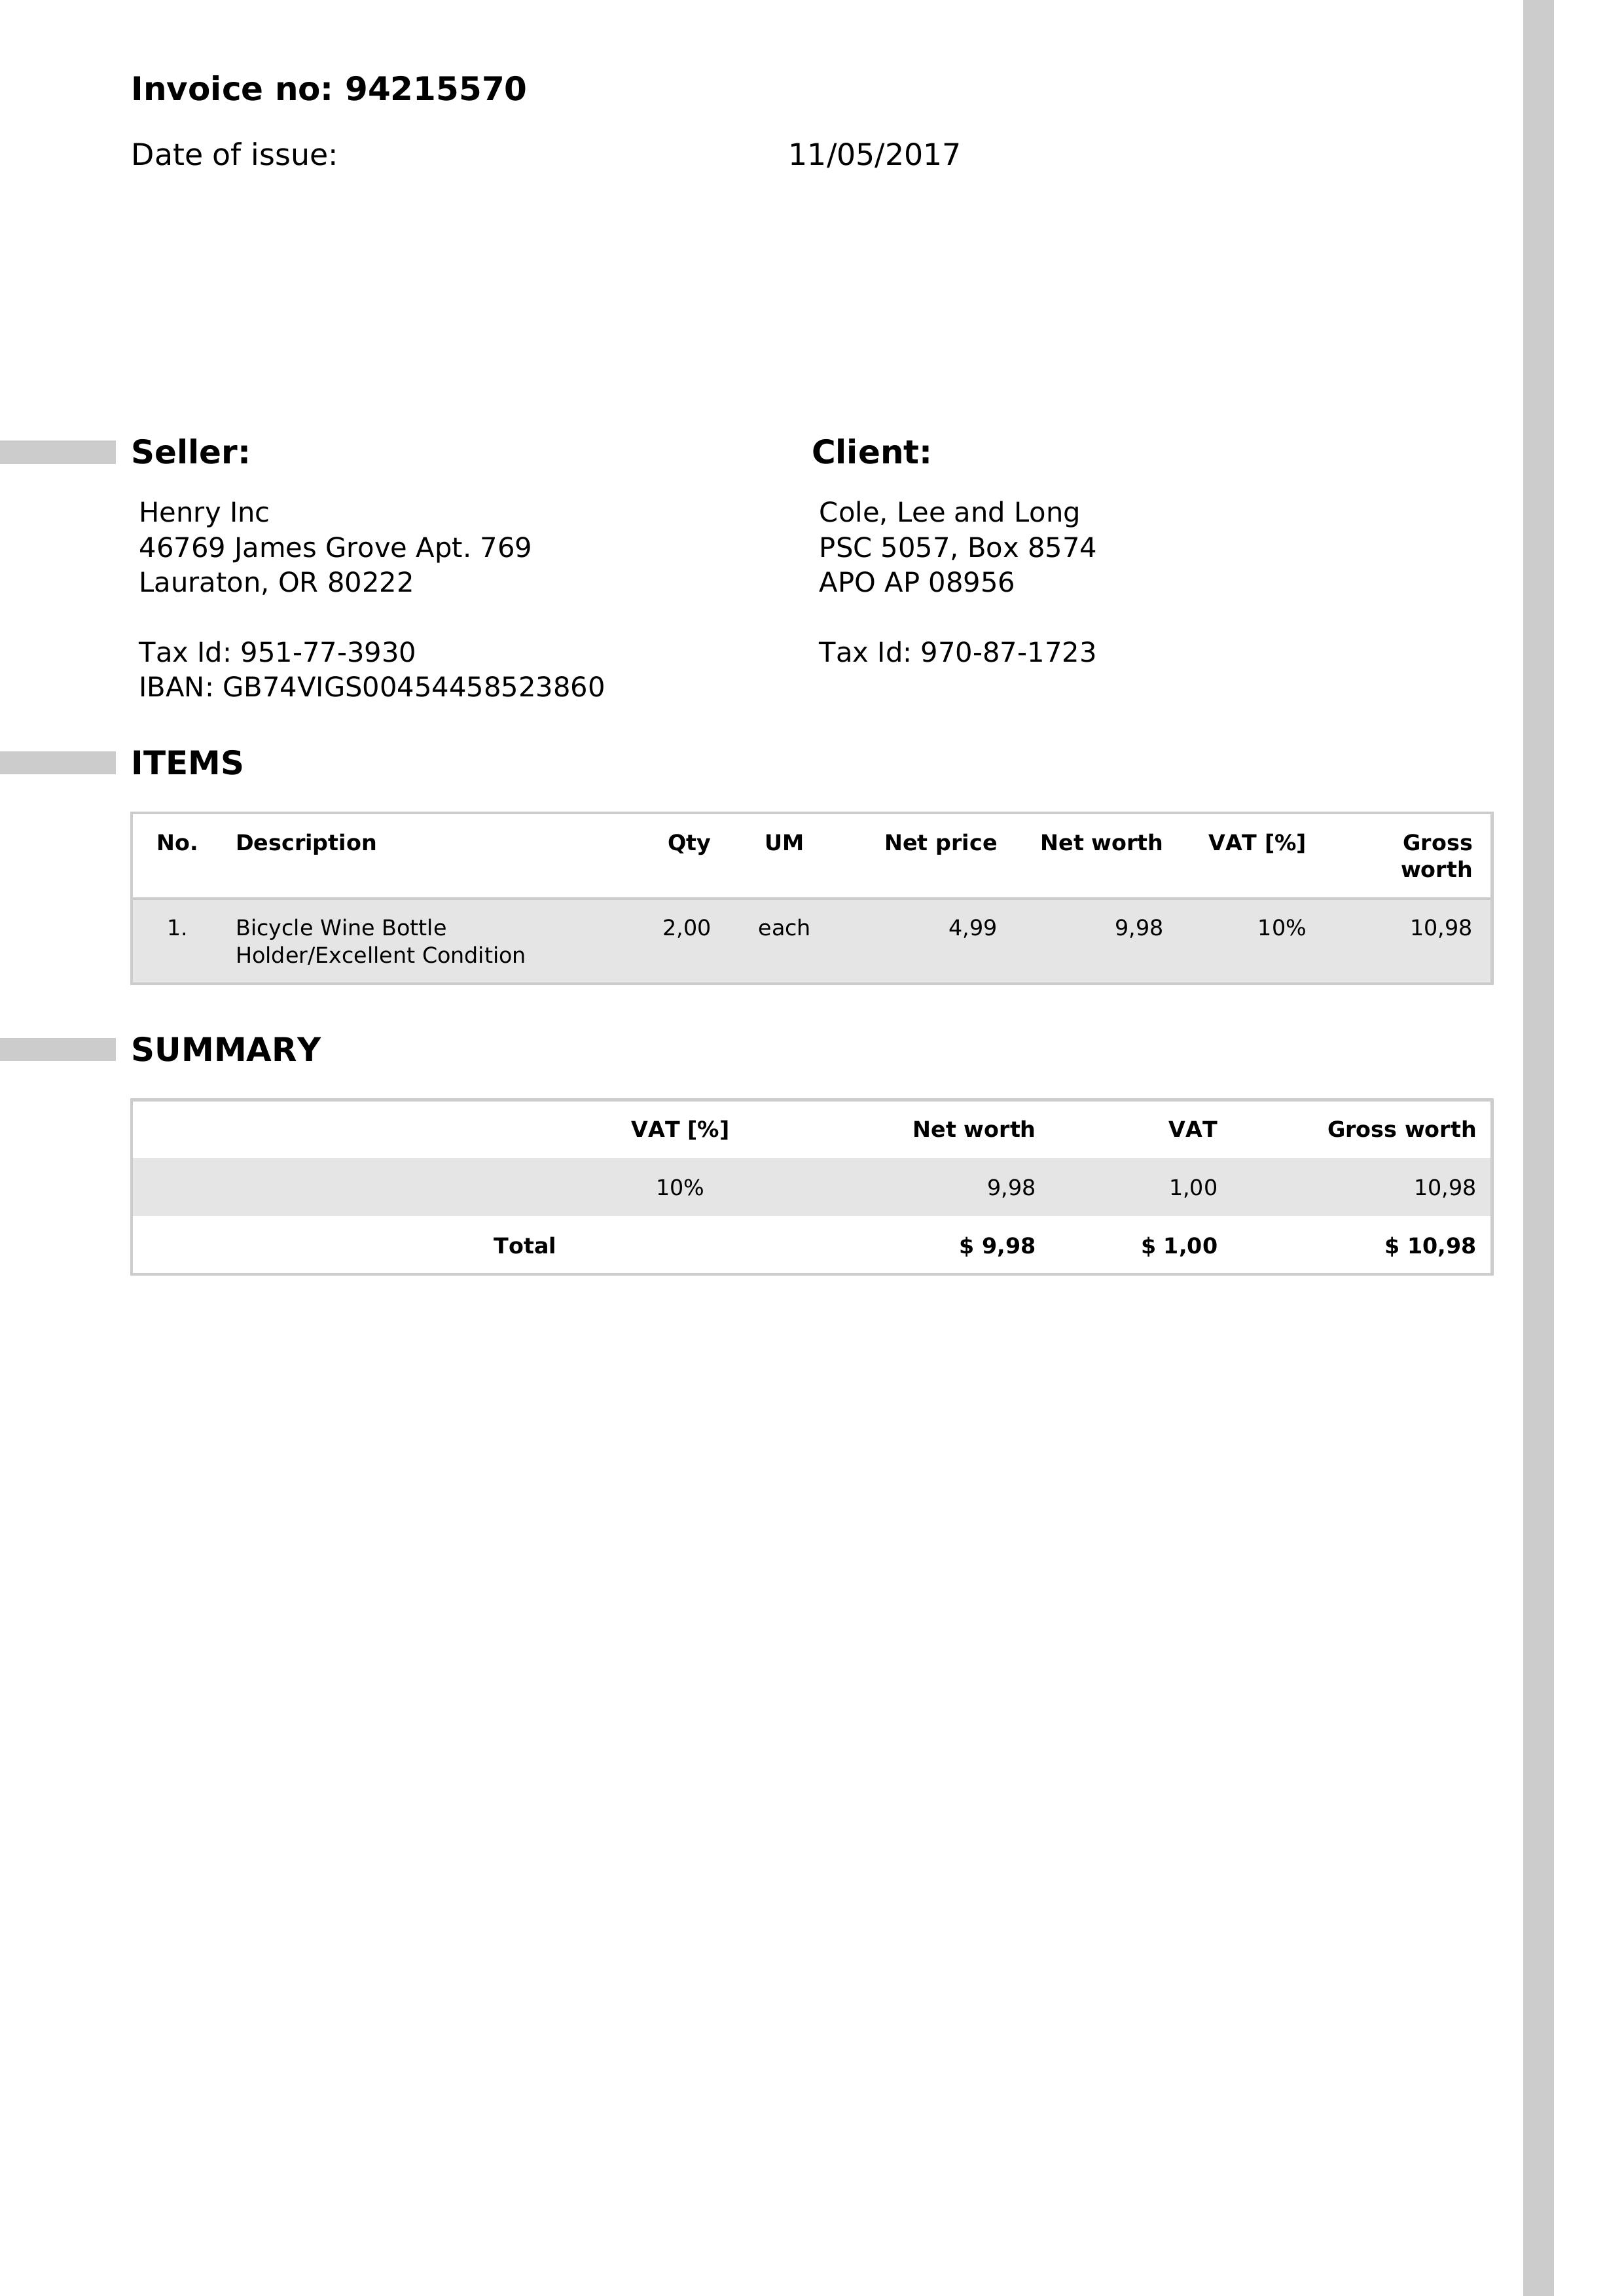 Invoice no: 94215570
Date of issue: 11/05/2017
Seller:
Henry Inc
46769 James Grove Apt. 769
Lauraton, OR 80222
Tax Id: 951-77-3930
IBAN: GB74VIGS00454458523860
Client:
Cole, Lee and Long
PSC 5057, Box 8574
APO AP 08956
Tax Id: 970-87-1723
ITEMS
No. Description Qty UM Net price Net worth VAT [%] Gross
worth
1. Bicycle Wine Bottle 2,00 each 4,99 9,98 10% 10,98
Holder/Excellent Condition
SUMMARY
VAT [%] Net worth VAT Gross worth
10% 9,98 1,00 10,98
Total $ 9,98 $ 1,00 $ 10,98